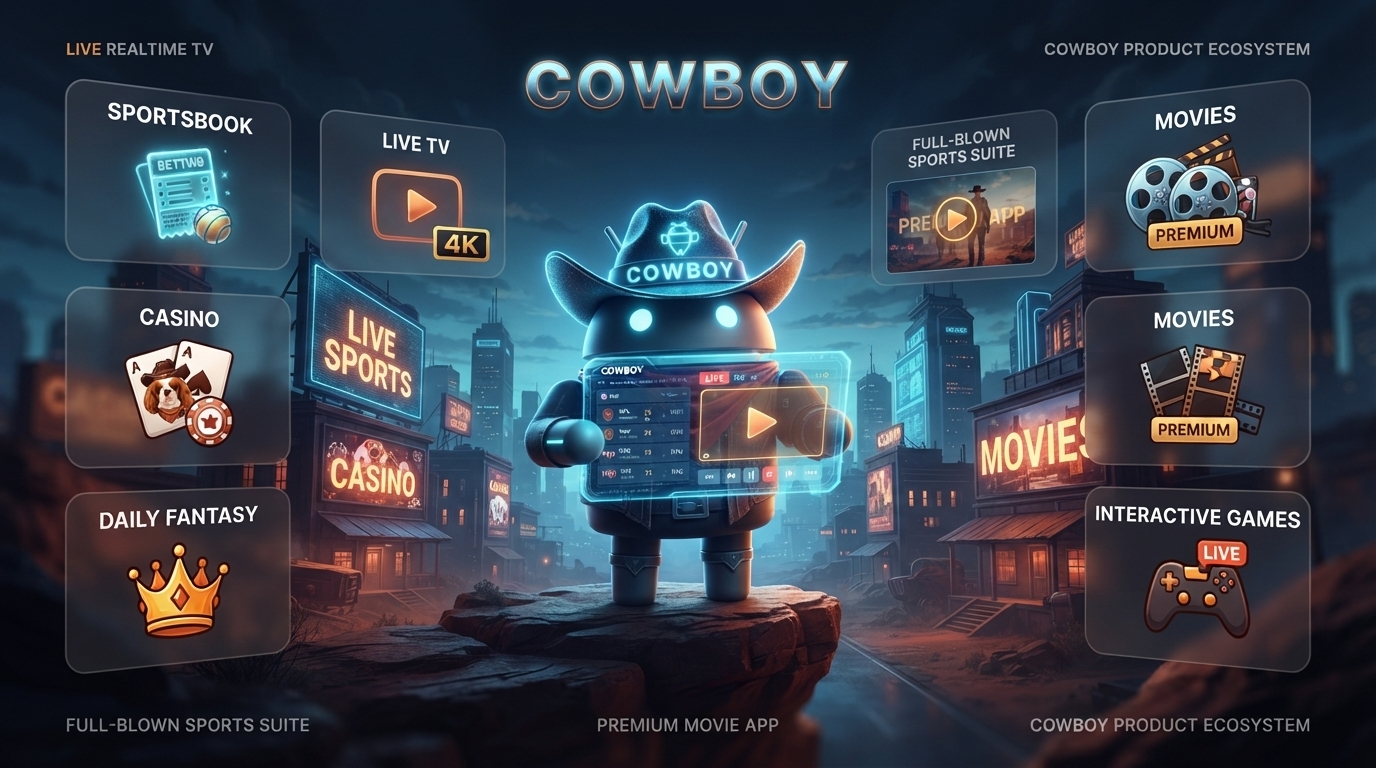 LIVE REALTIME TV
COWBOY PRODUCT ECOSYSTEM
COWBOY
SPORTSBOOK
BETTWG
LIVE TV
4K
FULL-BLOWN
SPORTS SUITE
APP
MOVIES
PREMIUM
COWBOY
LIVE
SPORTS
CASINO
CASINO
A
A
COWBOY
LIVE
MOVIES
MOVIES
PREMIUM
DAILY FANTASY
INTERACTIVE GAMES
LIVE
FULL-BLOWN SPORTS SUITE
PREMIUM MOVIE APP
COWBOY PRODUCT ECOSYSTEM